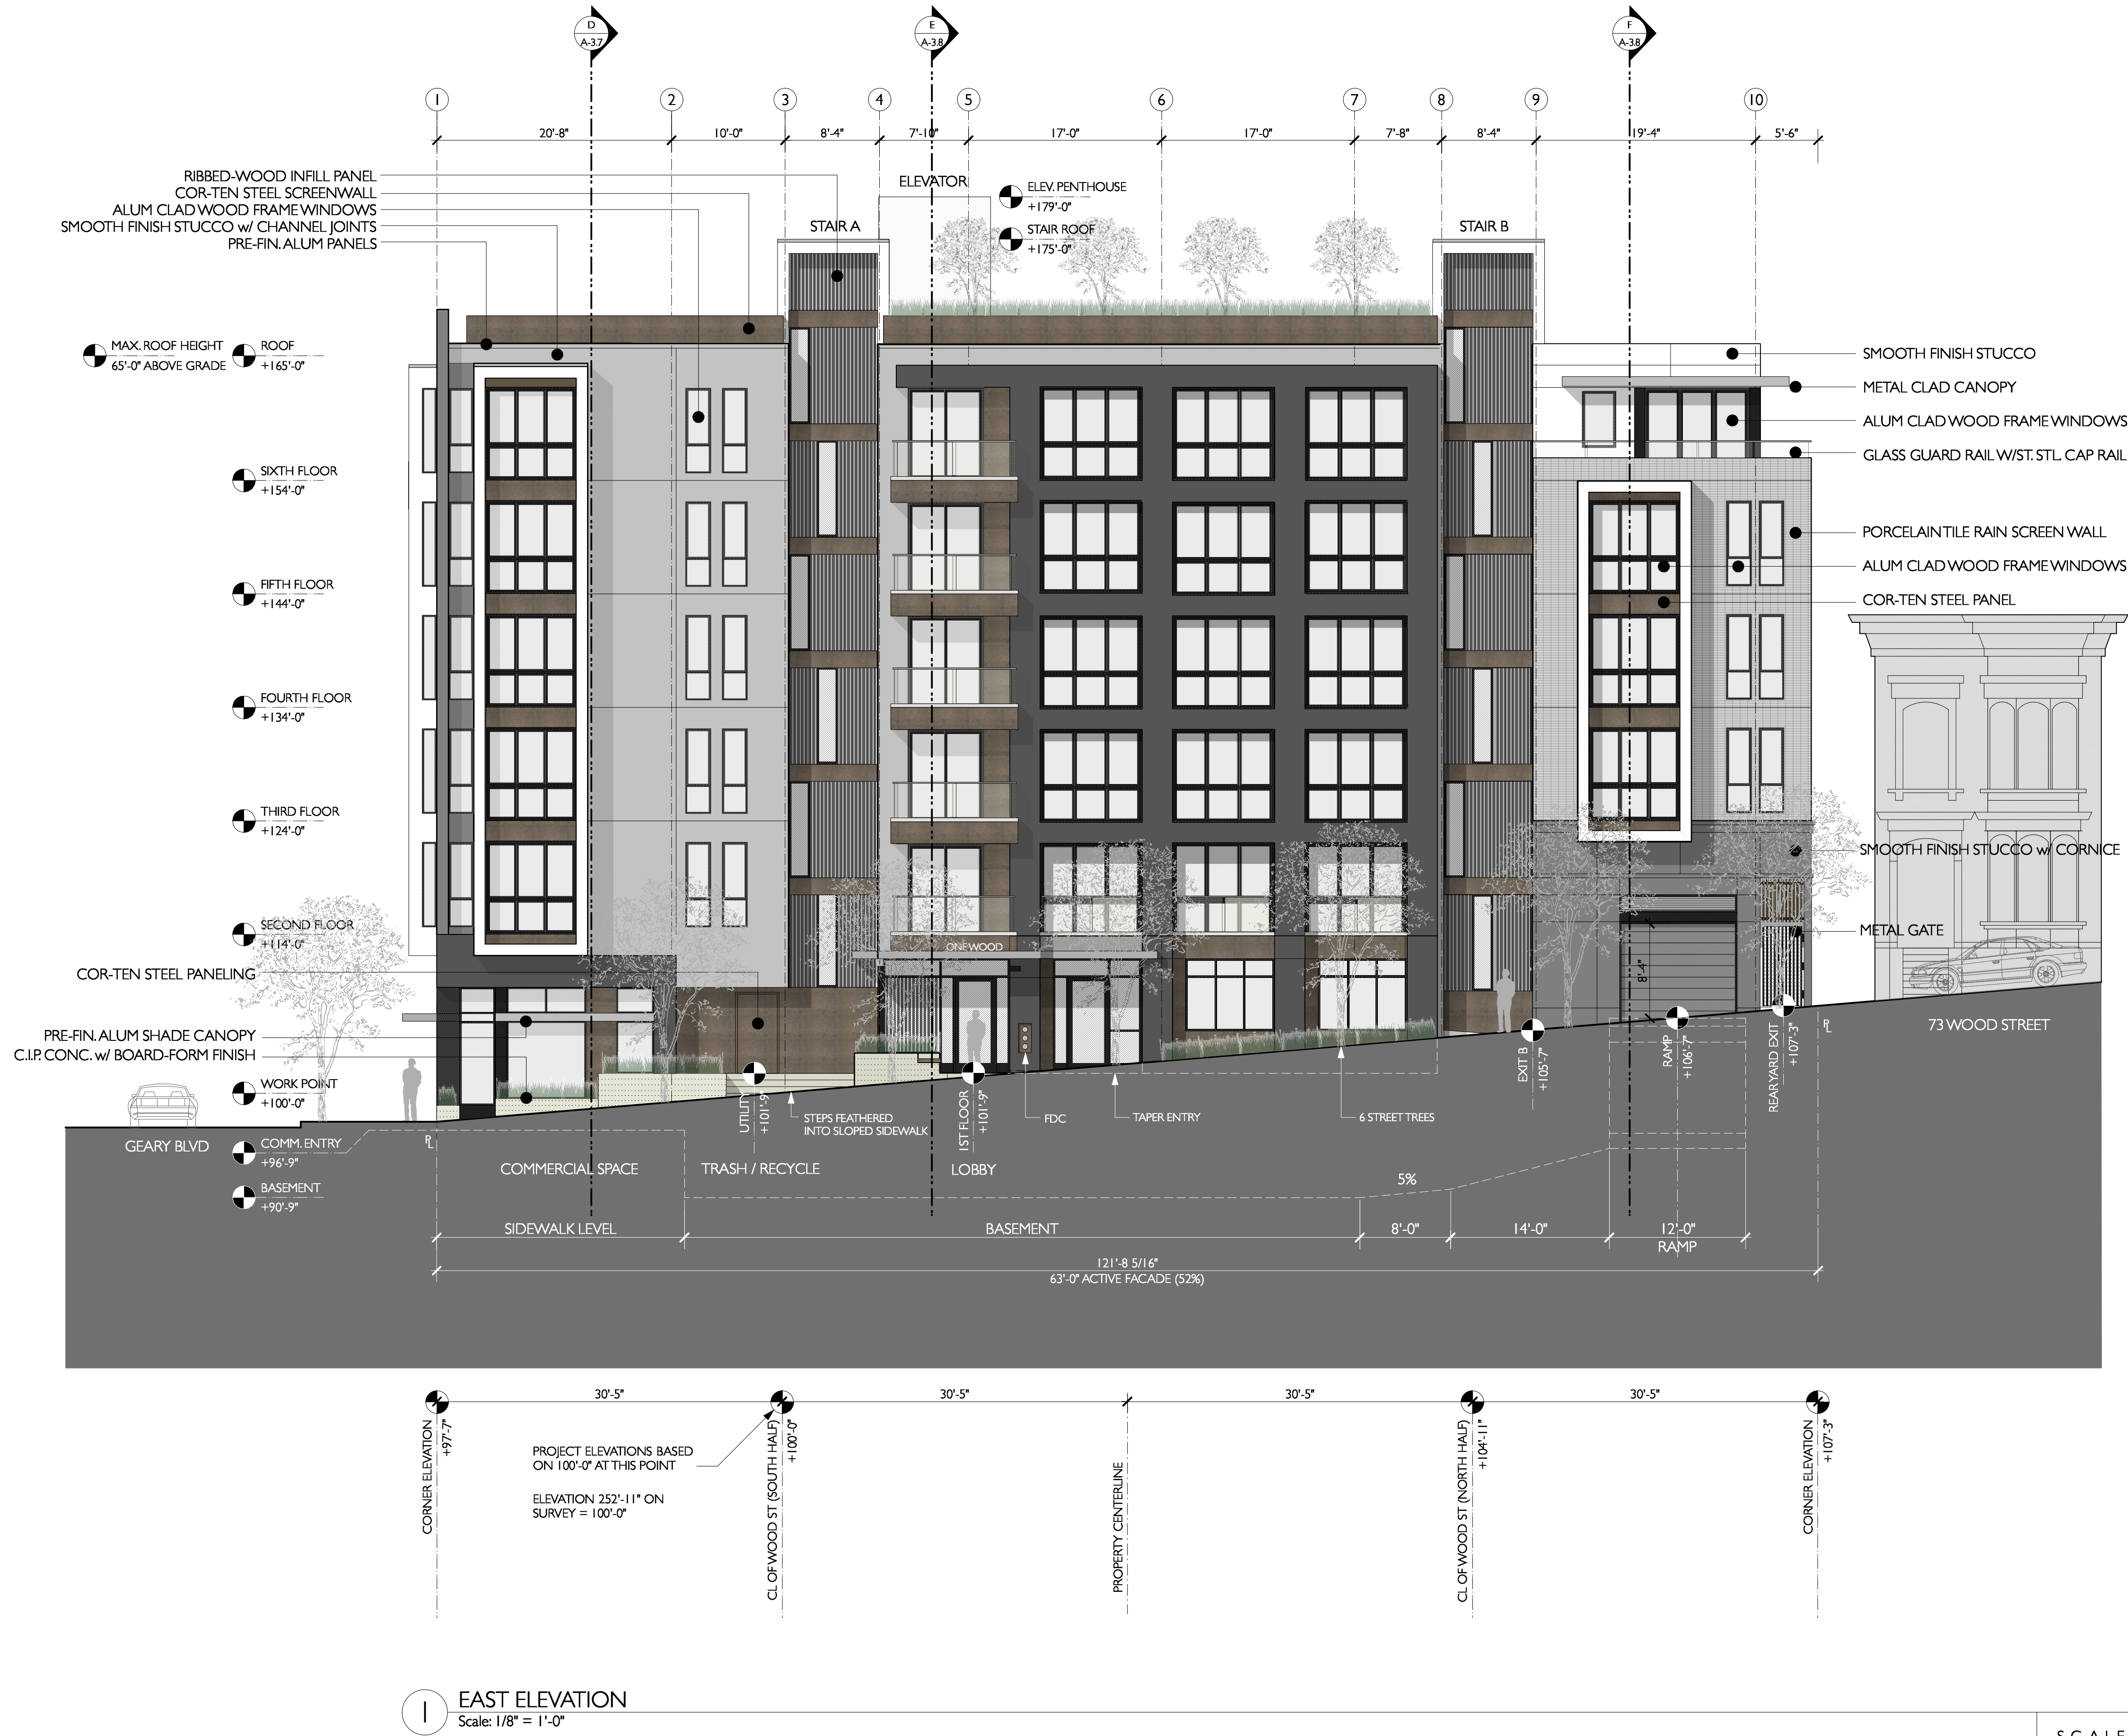 D
A-3.7
E
A-3.8
F
A-3.8
1 2 3 4 5 6 7 8 9 10
20'-8" 10'-0" 8'-4" 7'-10" 17'-0" 17'-0" 7'-8" 8'-4" 19'-4" 5'-6"
RIBBED-WOOD INFILL PANEL
COR-TEN STEEL SCREENWALL
ALUM CLAD WOOD FRAME WINDOWS
SMOOTH FINISH STUCCO w/ CHANNEL JOINTS
PRE-FIN. ALUM PANELS
STAIR A
ELEVATOR
ELEV. PENTHOUSE
+179'-0"
STAIR ROOF
+175'-0"
STAIR B
MAX. ROOF HEIGHT
65'-0" ABOVE GRADE
ROOF
+165'-0"
SIXTH FLOOR
+154'-0"
FIFTH FLOOR
+144'-0"
FOURTH FLOOR
+134'-0"
THIRD FLOOR
+124'-0"
SECOND FLOOR
+114'-0"
COR-TEN STEEL PANELING
PRE-FIN. ALUM SHADE CANOPY
C.I.P. CONC. w/ BOARD-FORM FINISH
WORK POINT
+100'-0"
GEARY BLVD
COMM. ENTRY
+96'-9"
BASEMENT
+90'-9"
SMOOTH FINISH STUCCO
METAL CLAD CANOPY
ALUM CLAD WOOD FRAME WINDOWS
GLASS GUARD RAIL W/ST. STL. CAP RAIL
PORCELAIN TILE RAIN SCREEN WALL
ALUM CLAD WOOD FRAME WINDOWS
COR-TEN STEEL PANEL
SMOOTH FINISH STUCCO w/ CORNICE
METAL GATE
73 WOOD STREET
ONEWOOD
8'-4"
PL
UTILITY
+101'-9"
STEPS FEATHERED
INTO SLOPED SIDEWALK
1ST FLOOR
+101'-9"
FDC
TAPER ENTRY
6 STREET TREES
EXIT B
+105'-7"
RAMP
+106'-7"
REARYARD EXIT
+107'-3"
PL
COMMERCIAL SPACE
TRASH / RECYCLE
LOBBY
5%
SIDEWALK LEVEL
BASEMENT
8'-0"
14'-0"
12'-0"
RAMP
121'-8 5/16"
63'-0" ACTIVE FACADE (52%)
30'-5" 30'-5" 30'-5" 30'-5"
CORNER ELEVATION
+97'-7"
PROJECT ELEVATIONS BASED
ON 100'-0" AT THIS POINT
ELEVATION 252'-11" ON
SURVEY = 100'-0"
CL OF WOOD ST (SOUTH HALF)
+100'-0"
PROPERTY CENTERLINE
CL OF WOOD ST (NORTH HALF)
+104'-11"
CORNER ELEVATION
+107'-3"
1
EAST ELEVATION
Scale: 1/8" = 1'-0"